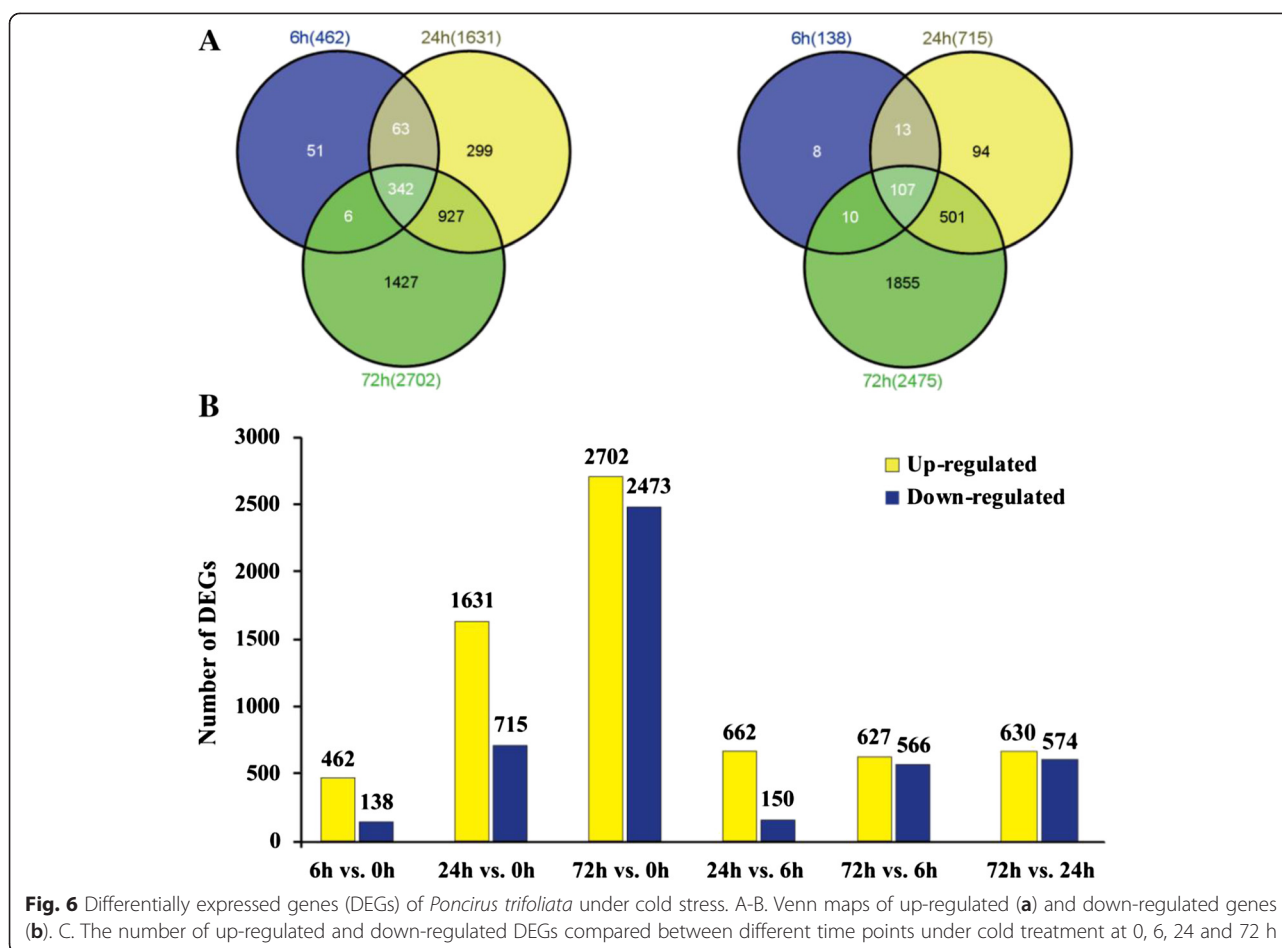 A
6h(462)
24h(1631)
63
51
299
342
6
927
1427
72h(2702)
6h(138)
24h(715)
13
8
94
107
10
501
1855
72h(2475)
B
3000
2500
2000
1500
1000
500
0
Number of DEGs
Up-regulated
Down-regulated
462
138
1631
715
2702
2473
662
150
627
566
630
574
6h vs. 0h
24h vs. 0h
72h vs. 0h
24h vs. 6h
72h vs. 6h
72h vs. 24h
Fig. 6 Differentially expressed genes (DEGs) of Poncirus trifoliata under cold stress. A-B. Venn maps of up-regulated (a) and down-regulated genes
(b). C. The number of up-regulated and down-regulated DEGs compared between different time points under cold treatment at 0, 6, 24 and 72 h